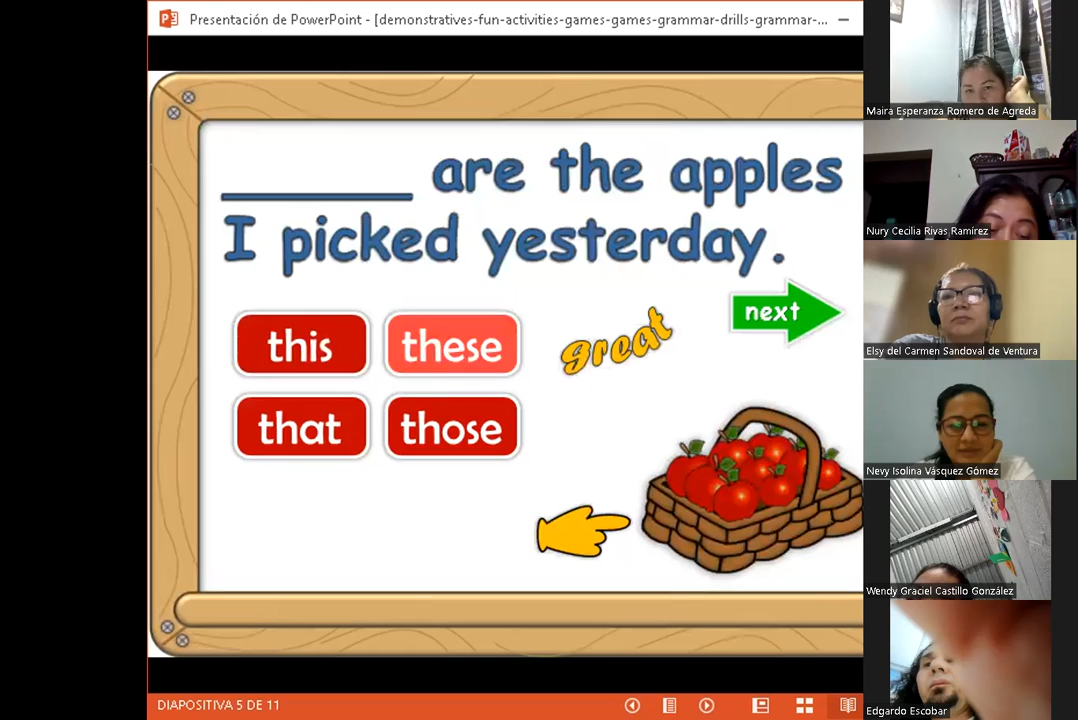 Presentación de PowerPoint - [demonstratives-fun-activities-games-games-grammar-drills-grammar-...
______ are the apples
I picked yesterday.
next
this these
great
that those
DIAPOSITIVA 5 DE 11
Maira Esperanza Romero de Agreda
Nury Cecilia Rivas Ramírez
Elsy del Carmen Sandoval de Ventura
Nevy Isolina Vásquez Gómez
Wendy Graciel Castillo González
Edgardo Escobar